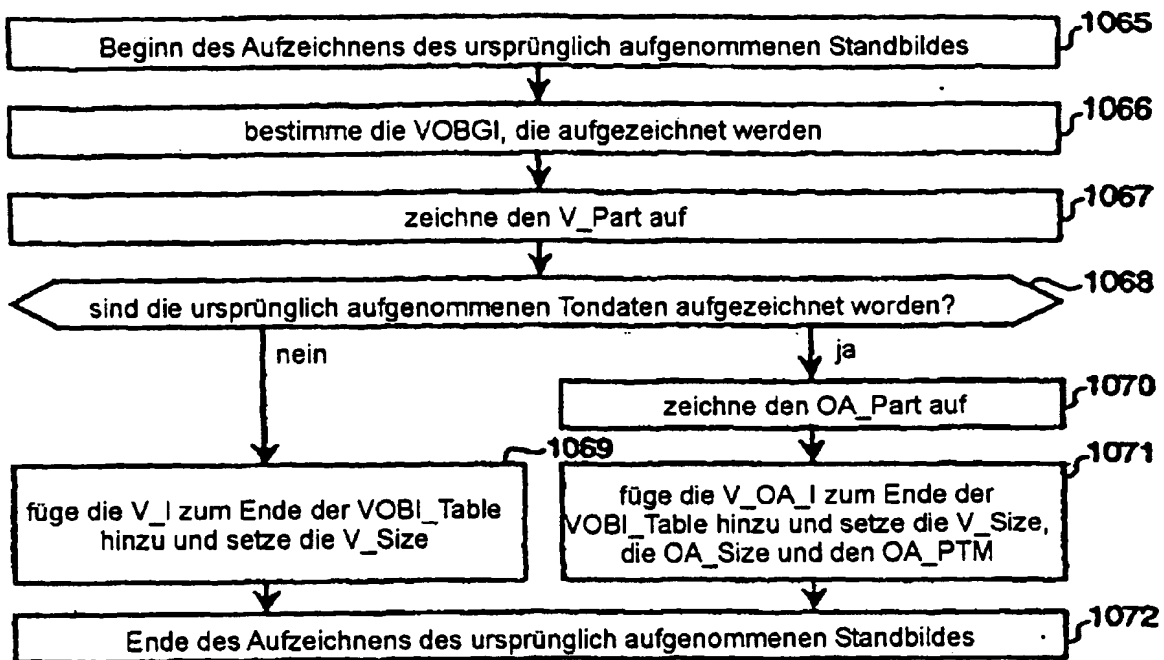 Beginn des Aufzeichnens des ursprünglich aufgenommenen Standbildes
1065
bestimme die VOBGI, die aufgezeichnet werden
1066
zeichne den V_Part auf
1067
sind die ursprünglich aufgenommenen Tondaten aufgezeichnet worden?
1068
nein
ja
zeichne den OA_Part auf
1070
1069
füge die V_I zum Ende der VOBI_Table
hinzu und setze die V_Size
1071
füge die V_OA_I zum Ende der
VOBI_Table hinzu und setze die V_Size,
die OA_Size und den OA_PTM
Ende des Aufzeichnens des ursprünglich aufgenommenen Standbildes
1072